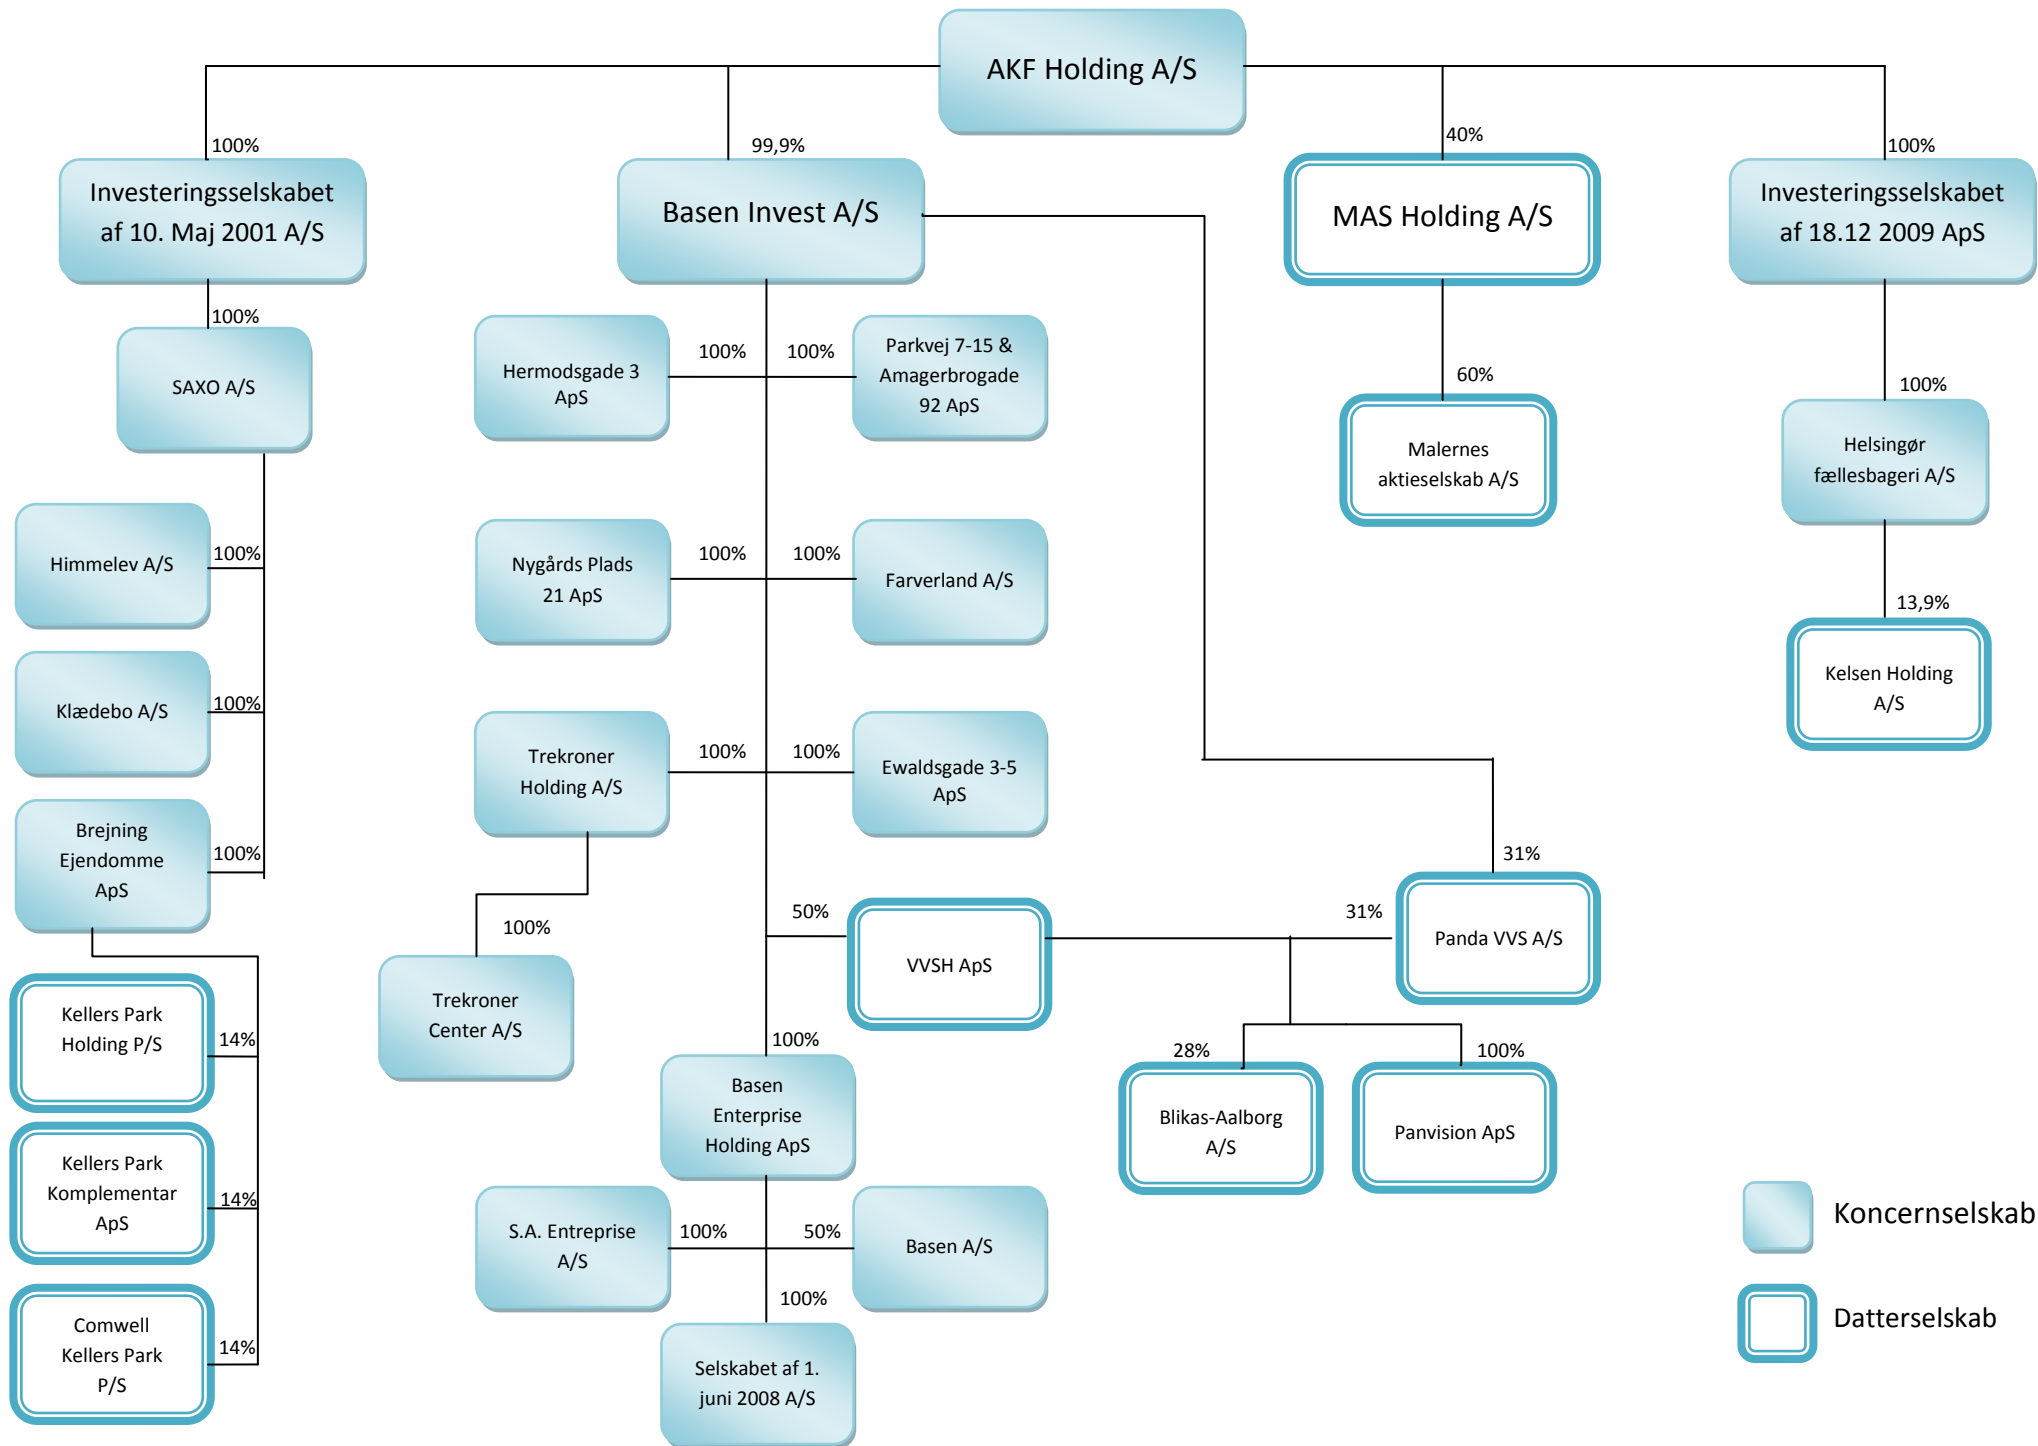 AKF Holding A/S
100%
99,9%
40%
100%
Investeringsselskabet
af 10. Maj 2001 A/S
Basen Invest A/S
MAS Holding A/S
Investeringsselskabet
af 18.12 2009 ApS
100%
SAXO A/S
100%
Himmelev A/S
100%
Klædebo A/S
100%
Brejning
Ejendomme
ApS
14%
Kellers Park
Holding P/S
14%
Kellers Park
Komplementar
ApS
14%
Comwell
Kellers Park
P/S
100%
Hermodsgade 3
ApS
100%
Parkvej 7-15 &
Amagerbrogade
92 ApS
100%
Nygårds Plads
21 ApS
100%
Farverland A/S
100%
Trekroner
Holding A/S
100%
Ewaldsgade 3-5
ApS
100%
Trekroner
Center A/S
50%
VVSH ApS
31%
31%
Panda VVS A/S
28%
Blikas-Aalborg
A/S
100%
Panvision ApS
100%
Basen
Enterprise
Holding ApS
100%
S.A. Entreprise
A/S
50%
Basen A/S
100%
Selskabet af 1.
juni 2008 A/S
60%
Malernes
aktieselskab A/S
100%
Helsingør
fællesbageri A/S
13,9%
Kelsen Holding
A/S
Koncernselskab
Datterselskab